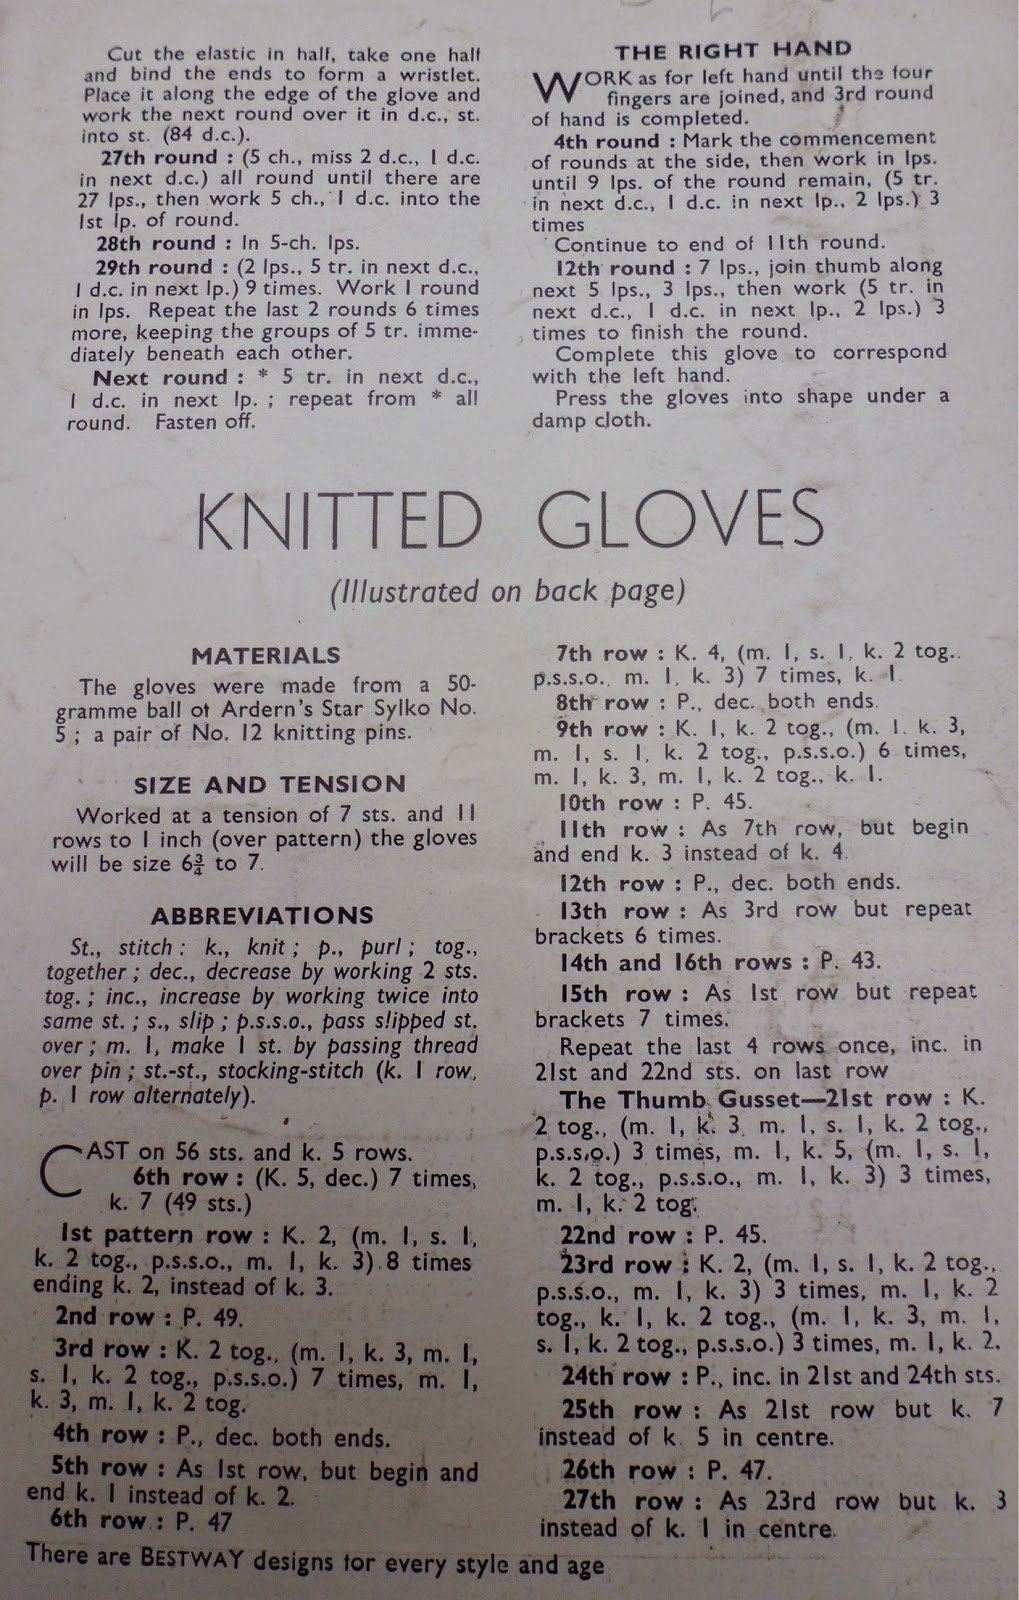 Cut the elastic in half, take one half
and bind the ends to form a wristlet.
Place it along the edge of the glove and
work the next round over it in d.c., st.
into st. (84 d.c.).
27th round : (5 ch., miss 2 d.c., 1 d.c.
in next d.c.) all round until there are
27 lps., then work 5 ch., 1 d.c. into the
1st lp. of round.
28th round : In 5-ch. lps.
29th round : (2 lps., 5 tr. in next d.c.,
1 d.c. in next lp.) 9 times. Work 1 round
in lps. Repeat the last 2 rounds 6 times
more, keeping the groups of 5 tr. imme-
diately beneath each other.
Next round : * 5 tr. in next d.c.,
1 d.c. in next lp. ; repeat from * all
round. Fasten off.
THE RIGHT HAND
WORK as for left hand until the four
fingers are joined, and 3rd round
of hand is completed.
4th round : Mark the commencement
of rounds at the side, then work in lps.
until 9 lps. of the round remain, (5 tr.
in next d.c., 1 d.c. in next lp., 2 lps.) 3
times
Continue to end of 11th round.
12th round : 7 lps., join thumb along
next 5 lps., 3 lps., then work (5 tr. in
next d.c., 1 d.c. in next lp., 2 lps.) 3
times to finish the round.
Complete this glove to correspond
with the left hand.
Press the gloves into shape under a
damp cloth.
KNITTED GLOVES
(Illustrated on back page)
MATERIALS
The gloves were made from a 50-
gramme ball of Ardern's Star Sylko No.
5 ; a pair of No. 12 knitting pins.
SIZE AND TENSION
Worked at a tension of 7 sts. and 11
rows to 1 inch (over pattern) the gloves
will be size 6¾ to 7.
ABBREVIATIONS
St., stitch : k., knit ; p., purl ; tog.,
together ; dec., decrease by working 2 sts.
tog. ; inc., increase by working twice into
same st. ; s., slip ; p.s.s.o., pass slipped st.
over ; m. 1, make 1 st. by passing thread
over pin ; st.-st., stocking-stitch (k. 1 row,
p. 1 row alternately).
CAST on 56 sts. and k. 5 rows.
6th row : (K. 5, dec.) 7 times,
k. 7 (49 sts.)
1st pattern row : K. 2, (m. 1, s. 1,
k. 2 tog., p.s.s.o., m. 1, k. 3) 8 times
ending k. 2, instead of k. 3.
2nd row : P. 49.
3rd row : K. 2 tog., (m. 1, k. 3, m. 1,
s. 1, k. 2 tog., p.s.s.o.) 7 times, m. 1,
k. 3, m. 1, k. 2 tog.
4th row : P., dec. both ends.
5th row : As 1st row, but begin and
end k. 1 instead of k. 2.
6th row : P. 47
7th row : K. 4, (m. 1, s. 1, k. 2 tog..
p.s.s.o., m. 1, k. 3) 7 times, k. 1.
8th row : P., dec. both ends.
9th row : K. 1, k. 2 tog., (m. 1. k. 3,
m. 1, s. 1, k. 2 tog., p.s.s.o.) 6 times,
m. 1, k. 3, m. 1, k. 2 tog., k. 1.
10th row : P. 45.
11th row : As 7th row, but begin
and end k. 3 instead of k. 4.
12th row : P., dec. both ends.
13th row : As 3rd row but repeat
brackets 6 times.
14th and 16th rows : P. 43.
15th row : As 1st row but repeat
brackets 7 times.
Repeat the last 4 rows once, inc. in
21st and 22nd sts. on last row
The Thumb Gusset—21st row : K.
2 tog., (m. 1, k. 3, m. 1, s. 1, k. 2 tog.,
p.s.s.o.) 3 times, m. 1, k. 5, (m. 1, s. 1,
k. 2 tog., p.s.s.o., m. 1, k. 3) 3 times,
m. 1, k. 2 tog.
22nd row : P. 45.
23rd row : K. 2, (m. 1, s. 1, k. 2 tog.,
p.s.s.o., m. 1, k. 3) 3 times, m. 1, k. 2
tog., k. 1, k. 2 tog., (m. 1, k. 3, m. 1,
s. 1, k. 2 tog., p.s.s.o.) 3 times, m. 1, k. 2.
24th row : P., inc. in 21st and 24th sts.
25th row : As 21st row but k. 7
instead of k. 5 in centre.
26th row : P. 47.
27th row : As 23rd row but k. 3
instead of k. 1 in centre.
There are BESTWAY designs for every style and age